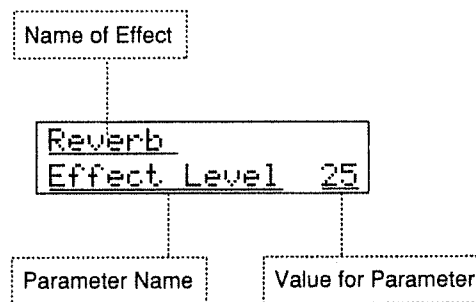 Name of Effect
Reverb
Effect Level 25
Parameter Name
Value for Parameter